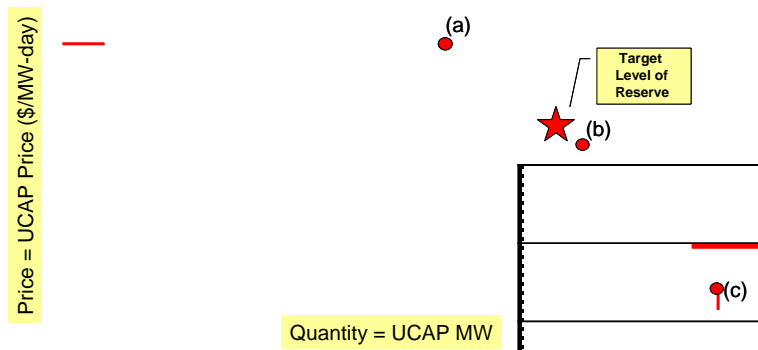 (a)
Target
Level of
Reserve
(b)
Price = UCAP Price ($/MW-day)
(c)
Quantity = UCAP MW